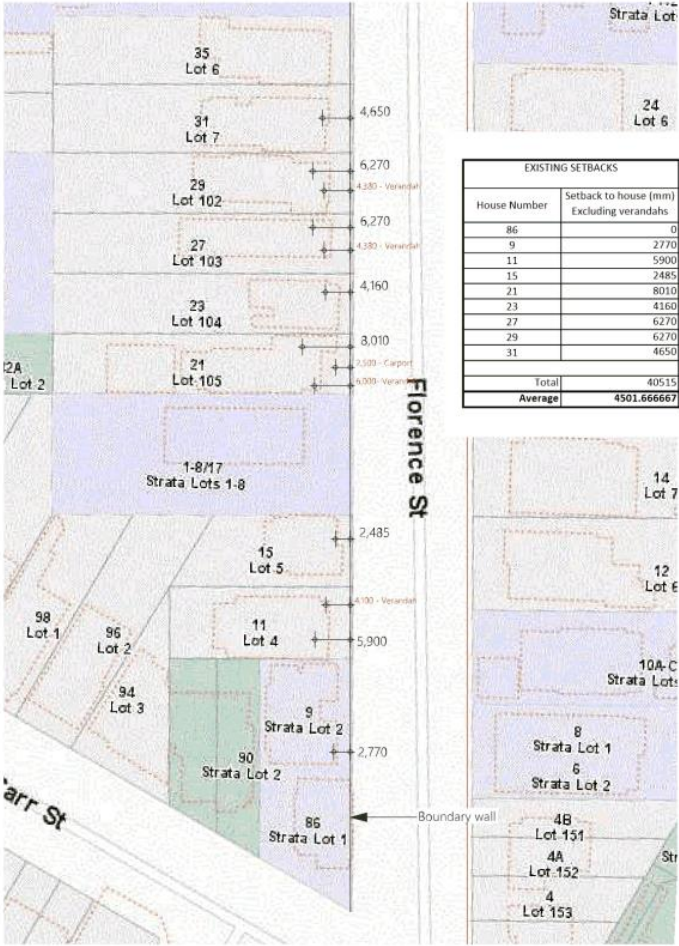 Strata Lot
35
Lot 6
24
Lot 6
4,650
31
Lot 7
EXISTING SETBACKS
House Number
Setback to house (mm)
Excluding verandahs
86 0
9 2770
11 5900
15 2485
21 8010
23 4160
27 6270
29 6270
31 4650
Total 40515
Average 4501.666667
6,270
29
Lot 102
4,380 - Verandah
6,270
27
Lot 103
4,380 - Verandah
4,160
23
Lot 104
8,010
21
Lot 105
7,500 - Carport
6,000 - Verandah
Lot 2
Florence St
1-8/17
Strata Lots 1-8
14
Lot 7
2,485
15
Lot 5
12
Lot 6
4,100 - Verandah
11
Lot 4
5,900
98
Lot 1
96
Lot 2
94
Lot 3
10A-C
Strata Lots
9
Strata Lot 2
2,770
90
Strata Lot 2
8
Strata Lot 1
6
Strata Lot 2
86
Strata Lot 1
Boundary wall
arr St
4B
Lot 151
4A
Lot 152
4
Lot 153
Str